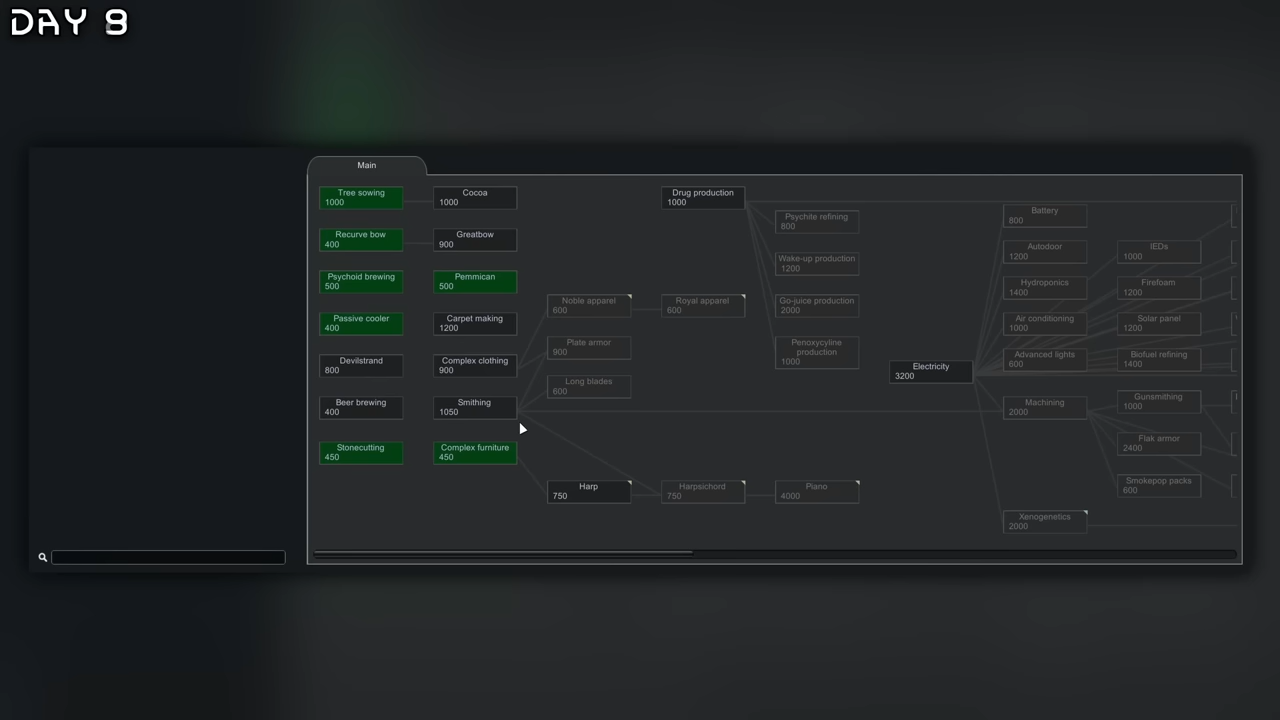 DAY 8
Main
Tree sowing
1000
Cocoa
1000
Drug production
1000
Recurve bow
400
Greatbow
900
Psychoid brewing
500
Pemmican
500
Passive cooler
400
Carpet making
1200
Devilstrand
800
Complex clothing
900
Beer brewing
400
Smithing
1050
Stonecutting
450
Complex furniture
450
Noble apparel
600
Royal apparel
600
Plate armor
900
Long blades
600
Harp
750
Harpsichord
750
Piano
4000
Psychite refining
800
Wake-up production
1200
Go-juice production
2000
Penoxycyline
production
1000
Electricity
3200
Battery
800
Autodoor
1200
Hydroponics
1400
Air conditioning
1000
Advanced lights
600
Machining
2000
Xenogenetics
2000
IEDs
1000
Firefoam
1200
Solar panel
1200
Biofuel refining
1400
Gunsmithing
1000
Flak armor
2400
Smokepop packs
600